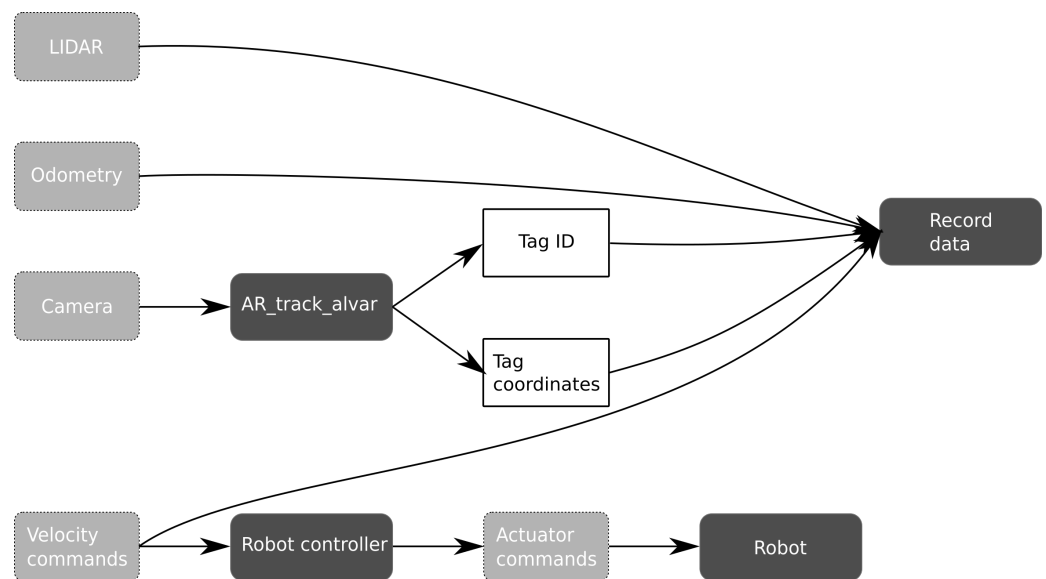 LIDAR
Odometry
Record
data
Tag ID
Camera
AR_track_alvar
Tag
coordinates
Velocity
commands
Robot controller
Actuator
commands
Robot